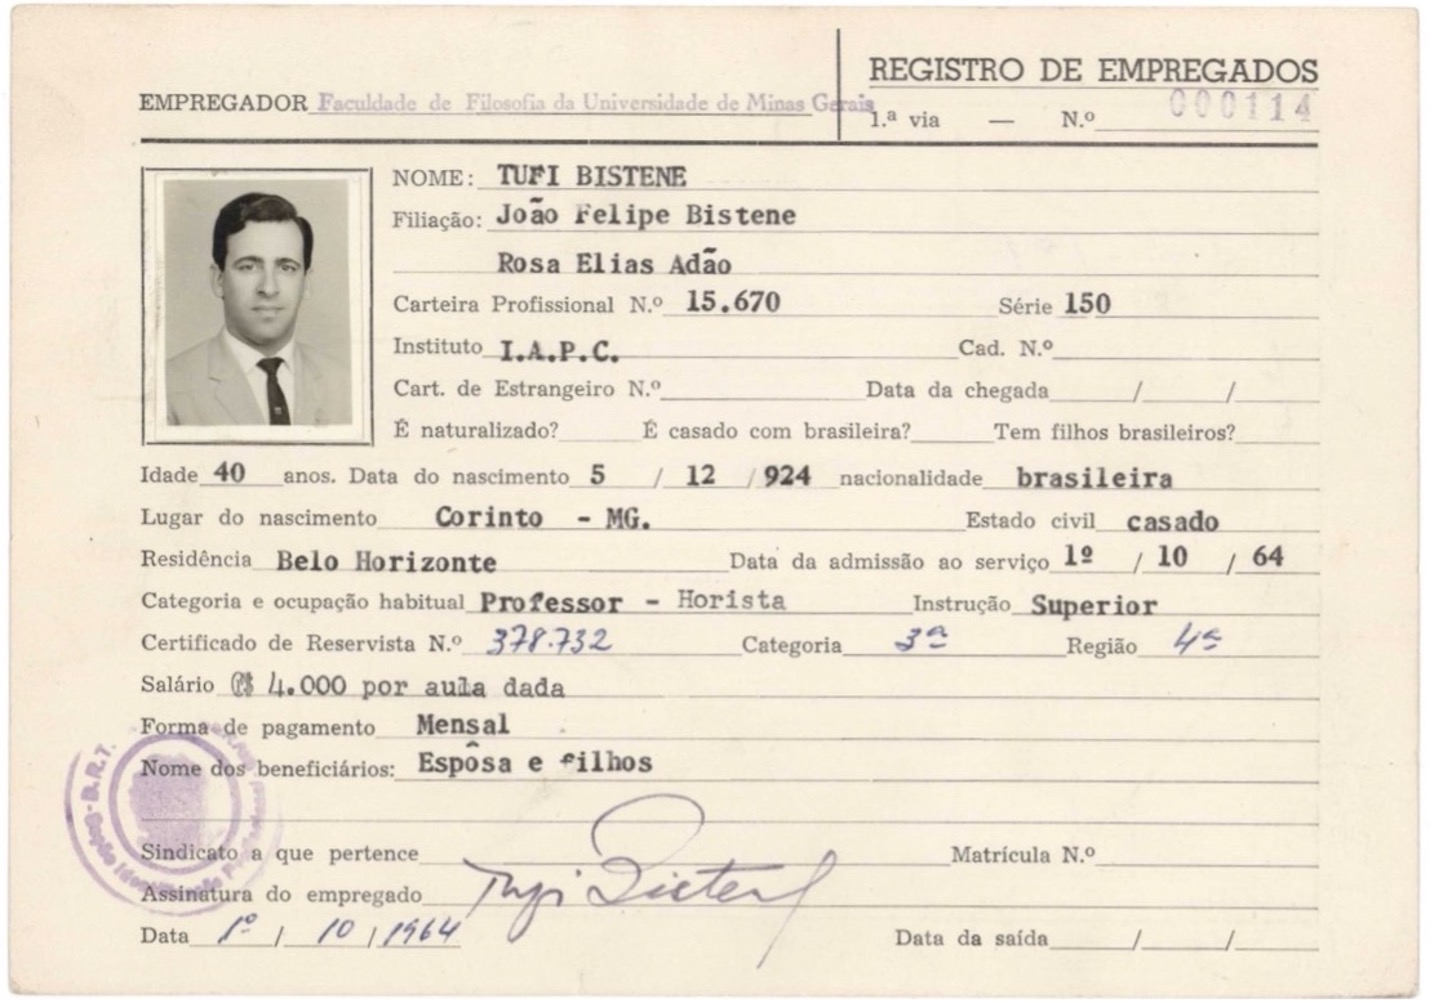 REGISTRO DE EMPREGADOS
EMPREGADOR Faculdade de Filosofia da Universidade de Minas Gerais
1.ª via — N.º 000114
NOME: TUFI BISTENE
Filiação: João Felipe Bistene
Rosa Elias Adão
Carteira Profissional N.º 15.670 Série 150
Instituto I.A.P.C. Cad. N.º
Cart. de Estrangeiro N.º Data da chegada / /
É naturalizado? É casado com brasileira? Tem filhos brasileiros?
Idade 40 anos. Data do nascimento 5 / 12 / 924 nacionalidade brasileira
Lugar do nascimento Corinto - MG. Estado civil casado
Residência Belo Horizonte Data da admissão ao serviço 1º / 10 / 64
Categoria e ocupação habitual Professor - Horista Instrução Superior
Certificado de Reservista N.º 378.732 Categoria 3ª Região 4ª
Salário Cr$ 4.000 por aula dada
Forma de pagamento Mensal
Nome dos beneficiários: Espôsa e filhos
Sindicato a que pertence Matrícula N.º
Assinatura do empregado Tufi Bistene
Data 1º / 10 / 1964 Data da saída / /
D.R.T.